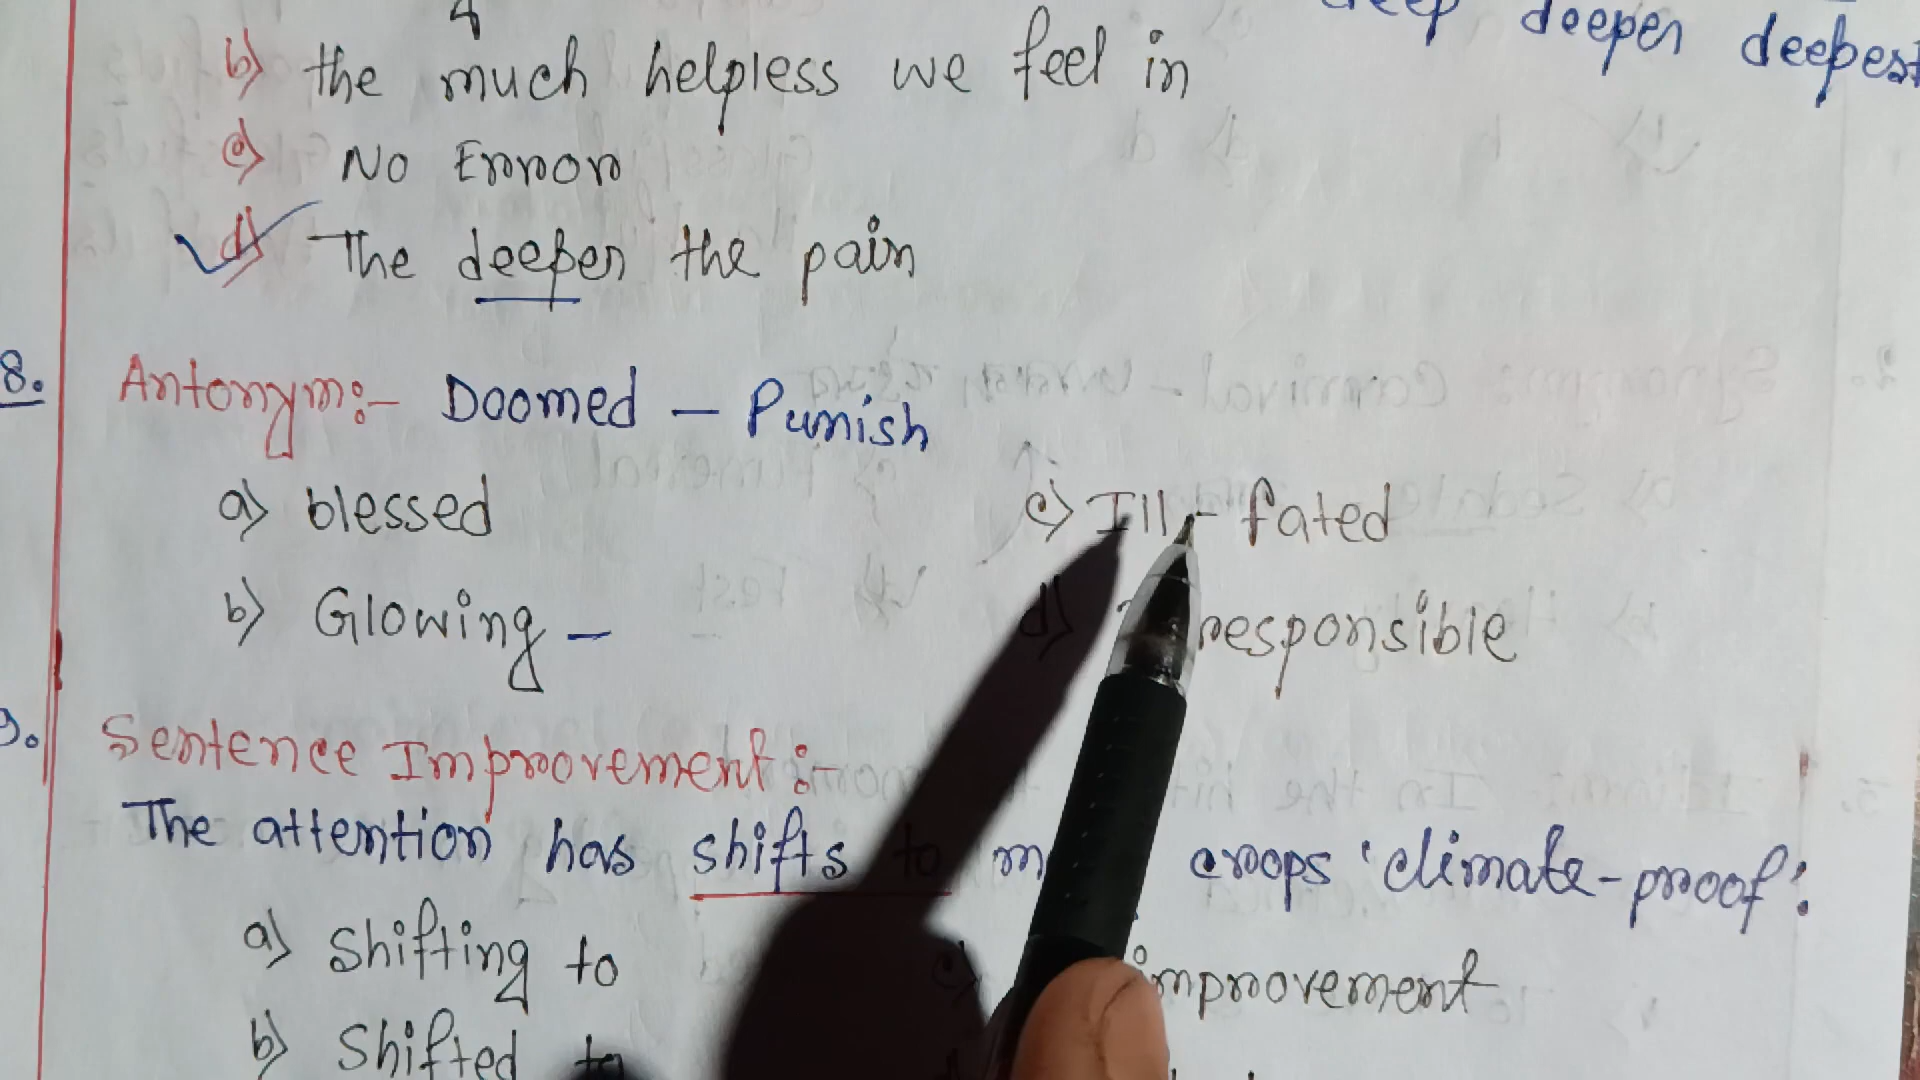 deeper deepest
b) the much helpless we feel in
c) No Error
d) The deeper the pain
8. Antonym:- Doomed - Punish
a) blessed
c) Ill-fated
b) Glowing -
d) responsible
9. Sentence Improvement:-
The attention has shifts to crops 'climate-proof'.
a) Shifting to
c) improvement
b) Shifted to